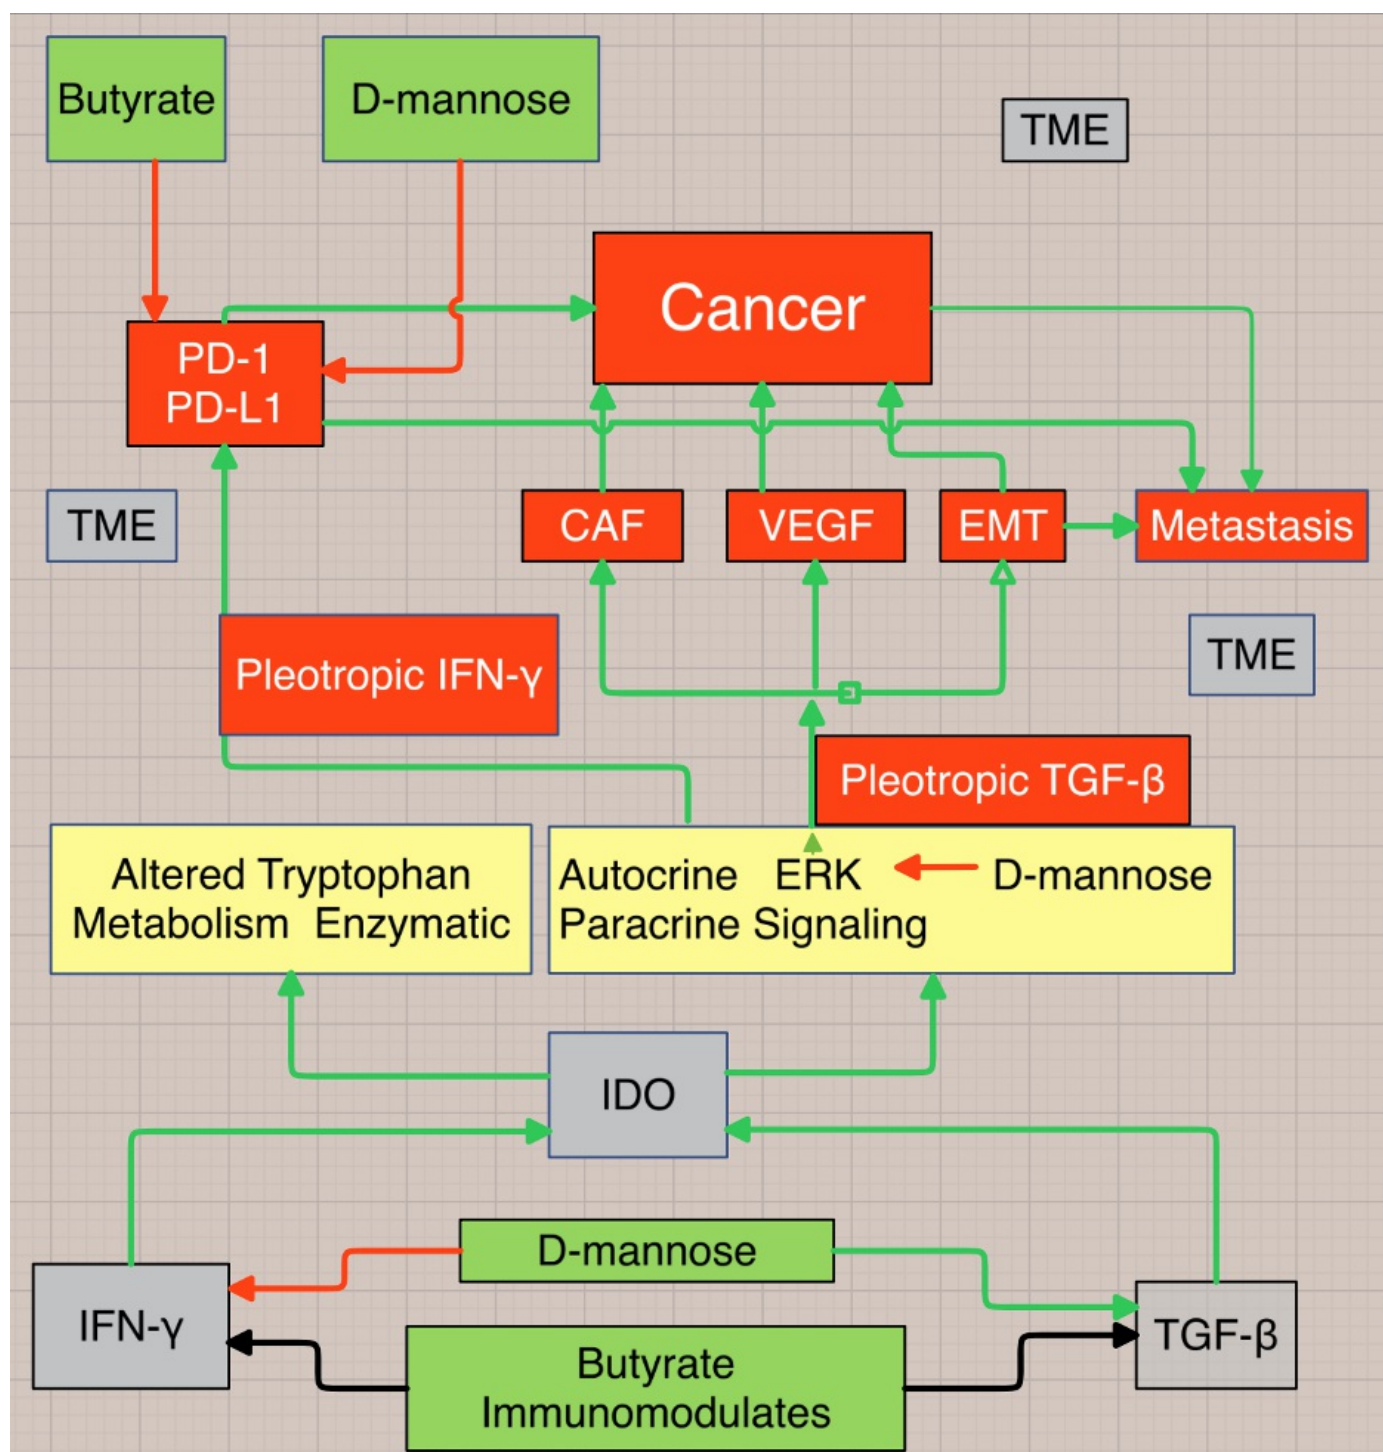 Butyrate
D-mannose
TME
Cancer
PD-1
PD-L1
TME
CAF
VEGF
EMT
Metastasis
Pleotropic IFN-γ
TME
Pleotropic TGF-β
Altered Tryptophan
Metabolism Enzymatic
Autocrine ERK D-mannose
Paracrine Signaling
IDO
D-mannose
IFN-γ
TGF-β
Butyrate
Immunomodulates